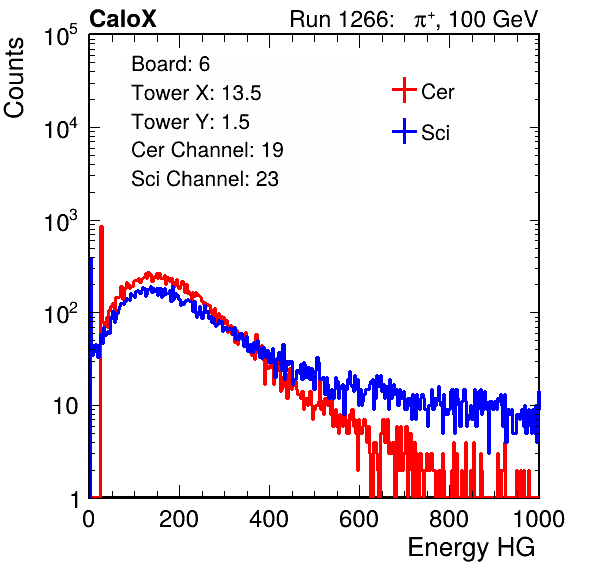 CaloX Run 1266: π⁺, 100 GeV
Counts
10⁵
10⁴
10³
10²
10
1
Board: 6
Tower X: 13.5
Tower Y: 1.5
Cer Channel: 19
Sci Channel: 23
Cer
Sci
0 200 400 600 800 1000
Energy HG